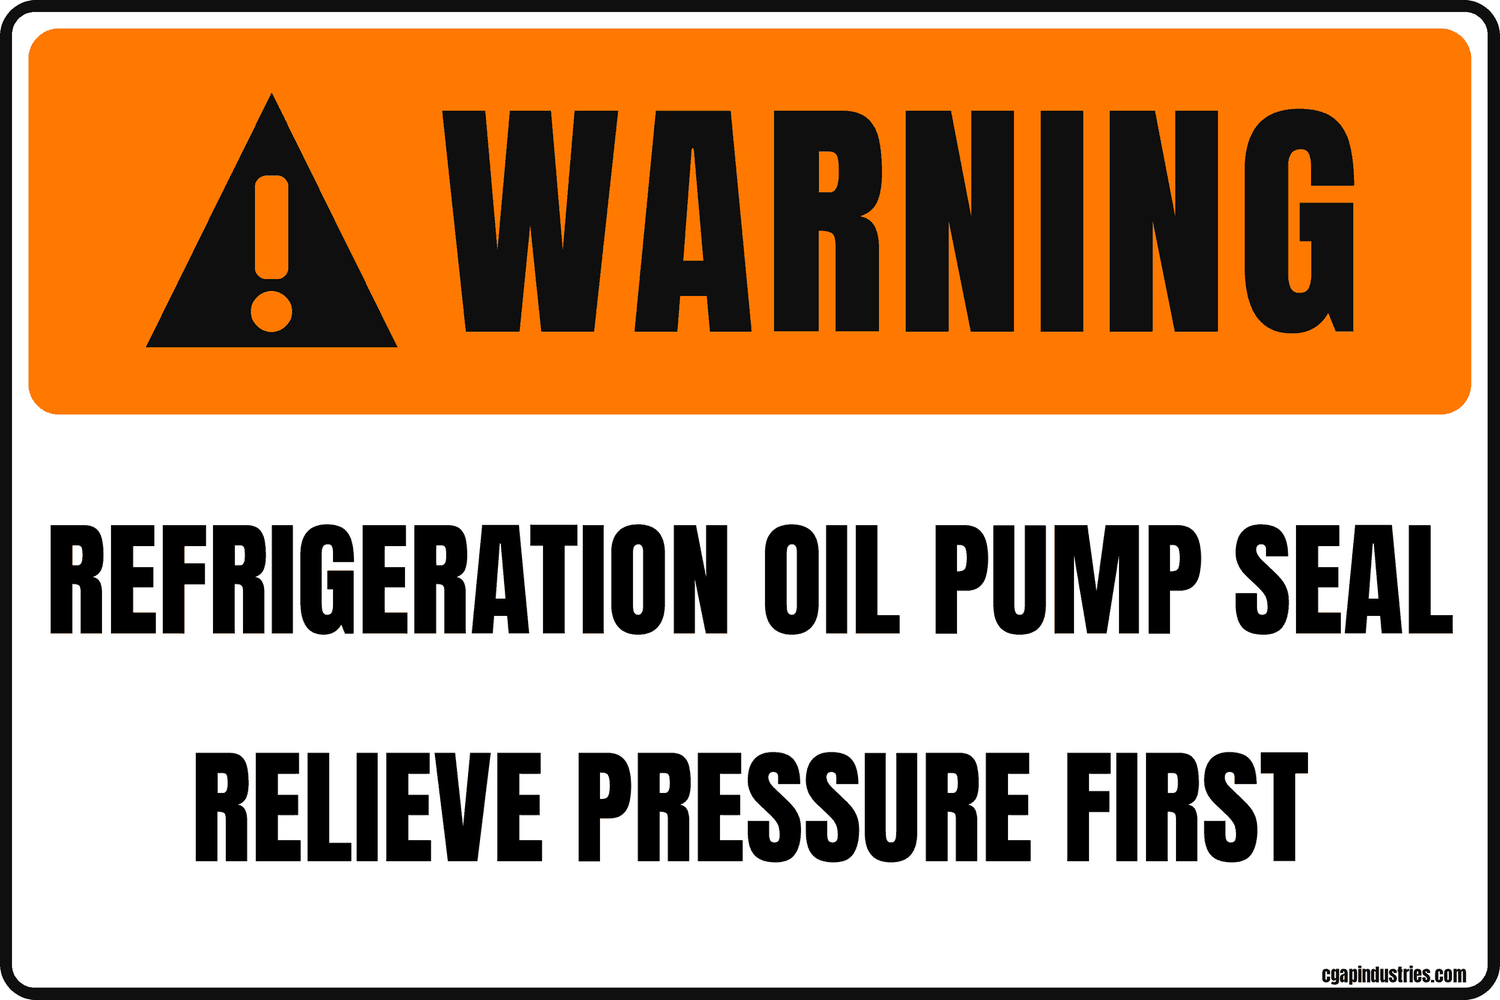 WARNING
REFRIGERATION OIL PUMP SEAL
RELIEVE PRESSURE FIRST
cgapindustries.com